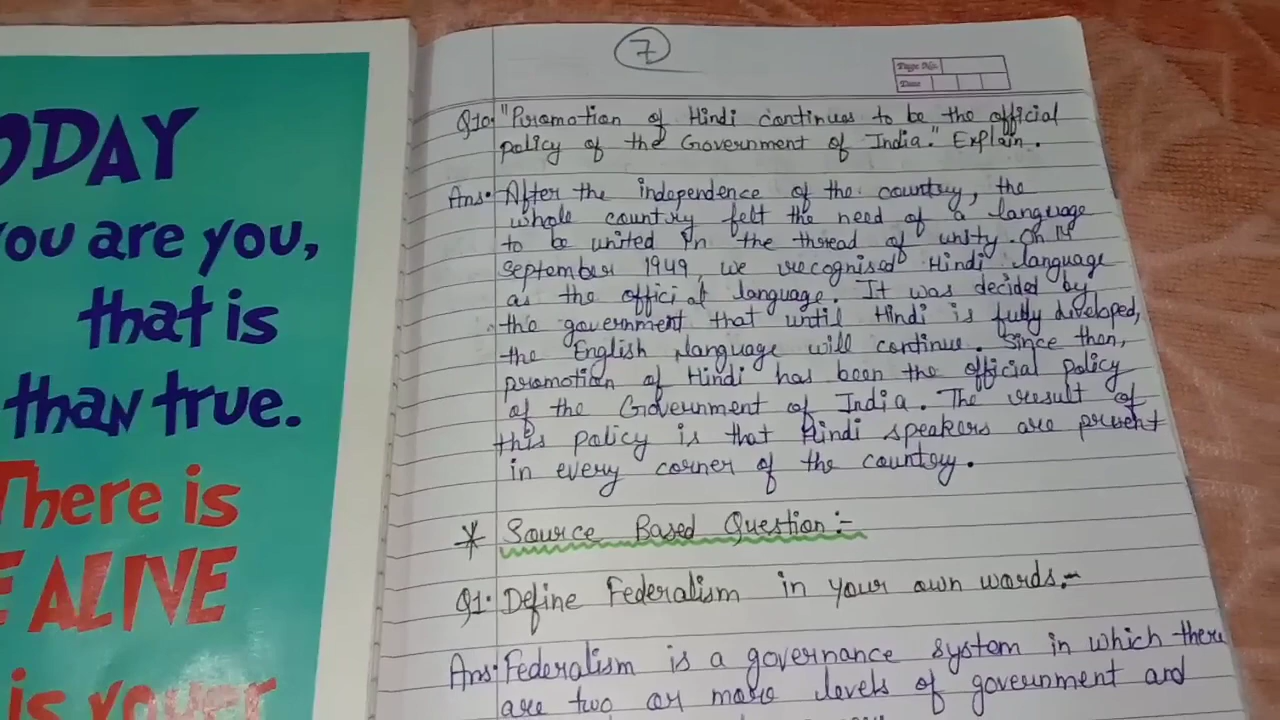 ODAY
you are you,
that is
than true.
There is
E ALIVE
is youer
7
Page No.
Date
Q10. "Promotion of Hindi continues to be the official
policy of the Government of India." Explain.
Ans. After the independence of the country, the
whole country felt the need of a language
to be united in the thread of unity. On 14
September 1949, we recognised Hindi language
as the official language. It was decided by
the government that until Hindi is fully diveloped,
the English language will continue. Since then,
promotion of Hindi has been the official policy
of the Government of India. The result of
this policy is that Hindi speakers are present
in every corner of the country.
* Source Based Question:-
Q1. Define Federalism in your own words.-
Ans. Federalism is a governance system in which there
are two or more levels of government and